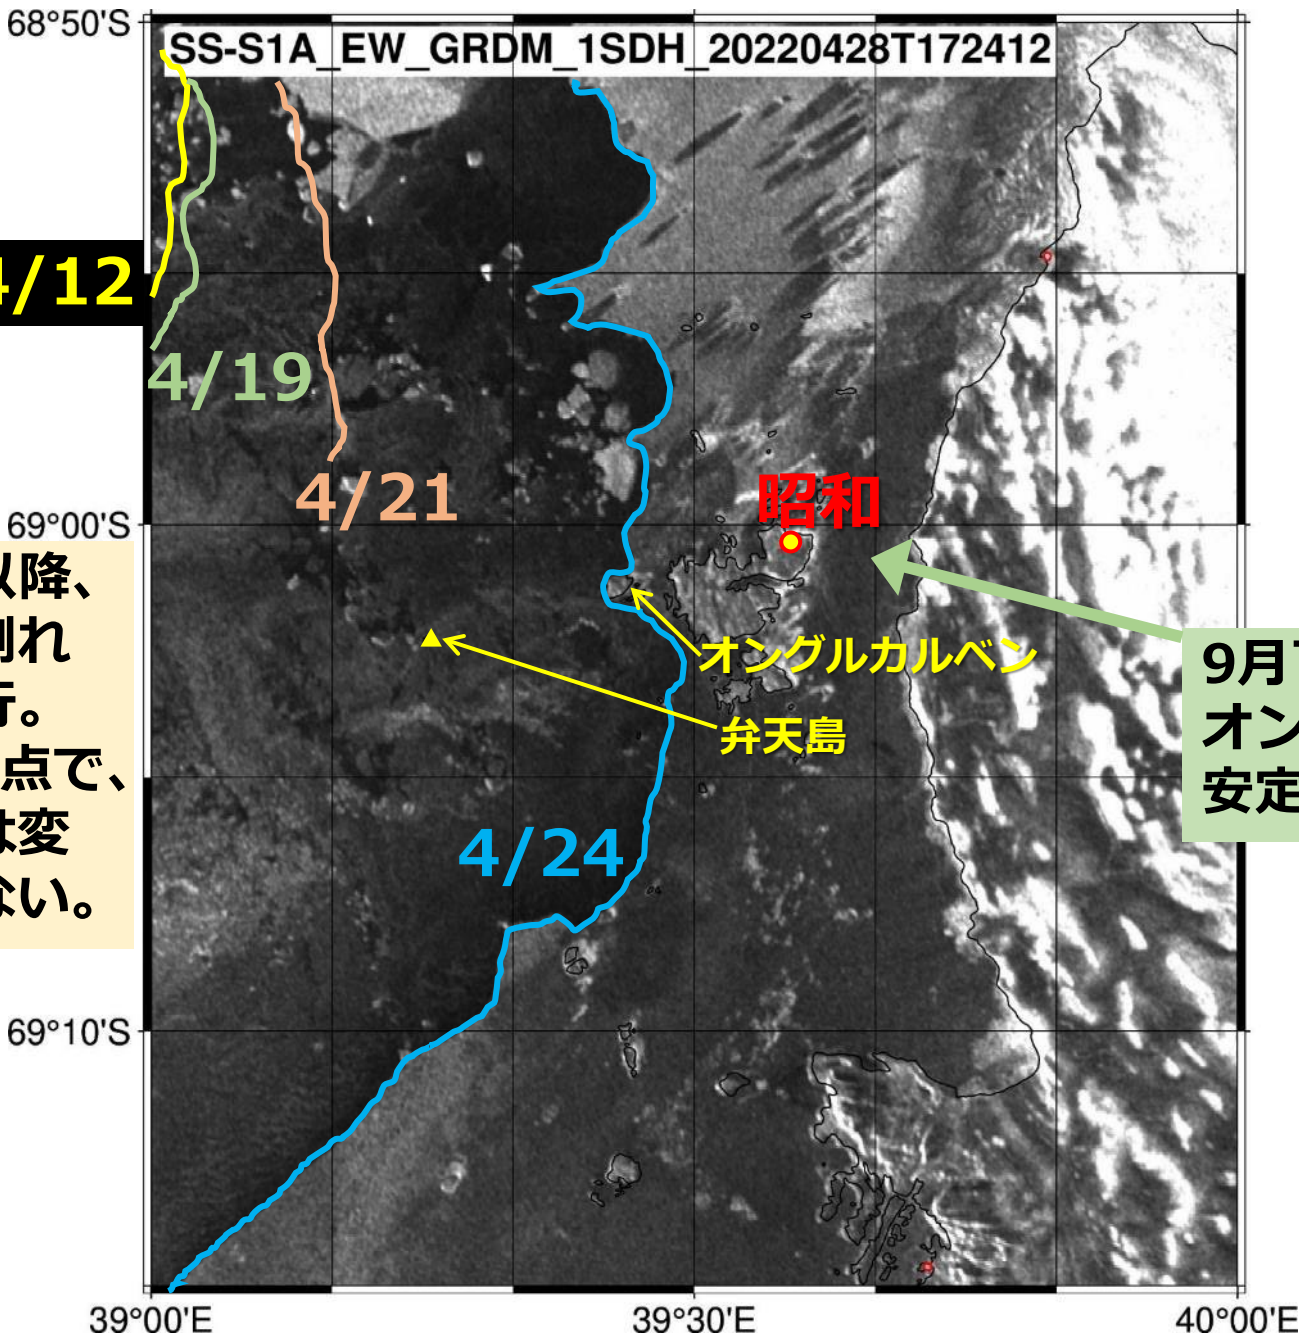 68°50'S
SS-S1A_EW_GRDM_1SDH_20220428T172412
4/12
4/19
4/21
昭和
69°00'S
以降、
割れ
行。
点で、
は変
ない。
オングルカルベン
弁天島
9月
オン
安定
4/24
69°10'S
39°00'E
39°30'E
40°00'E